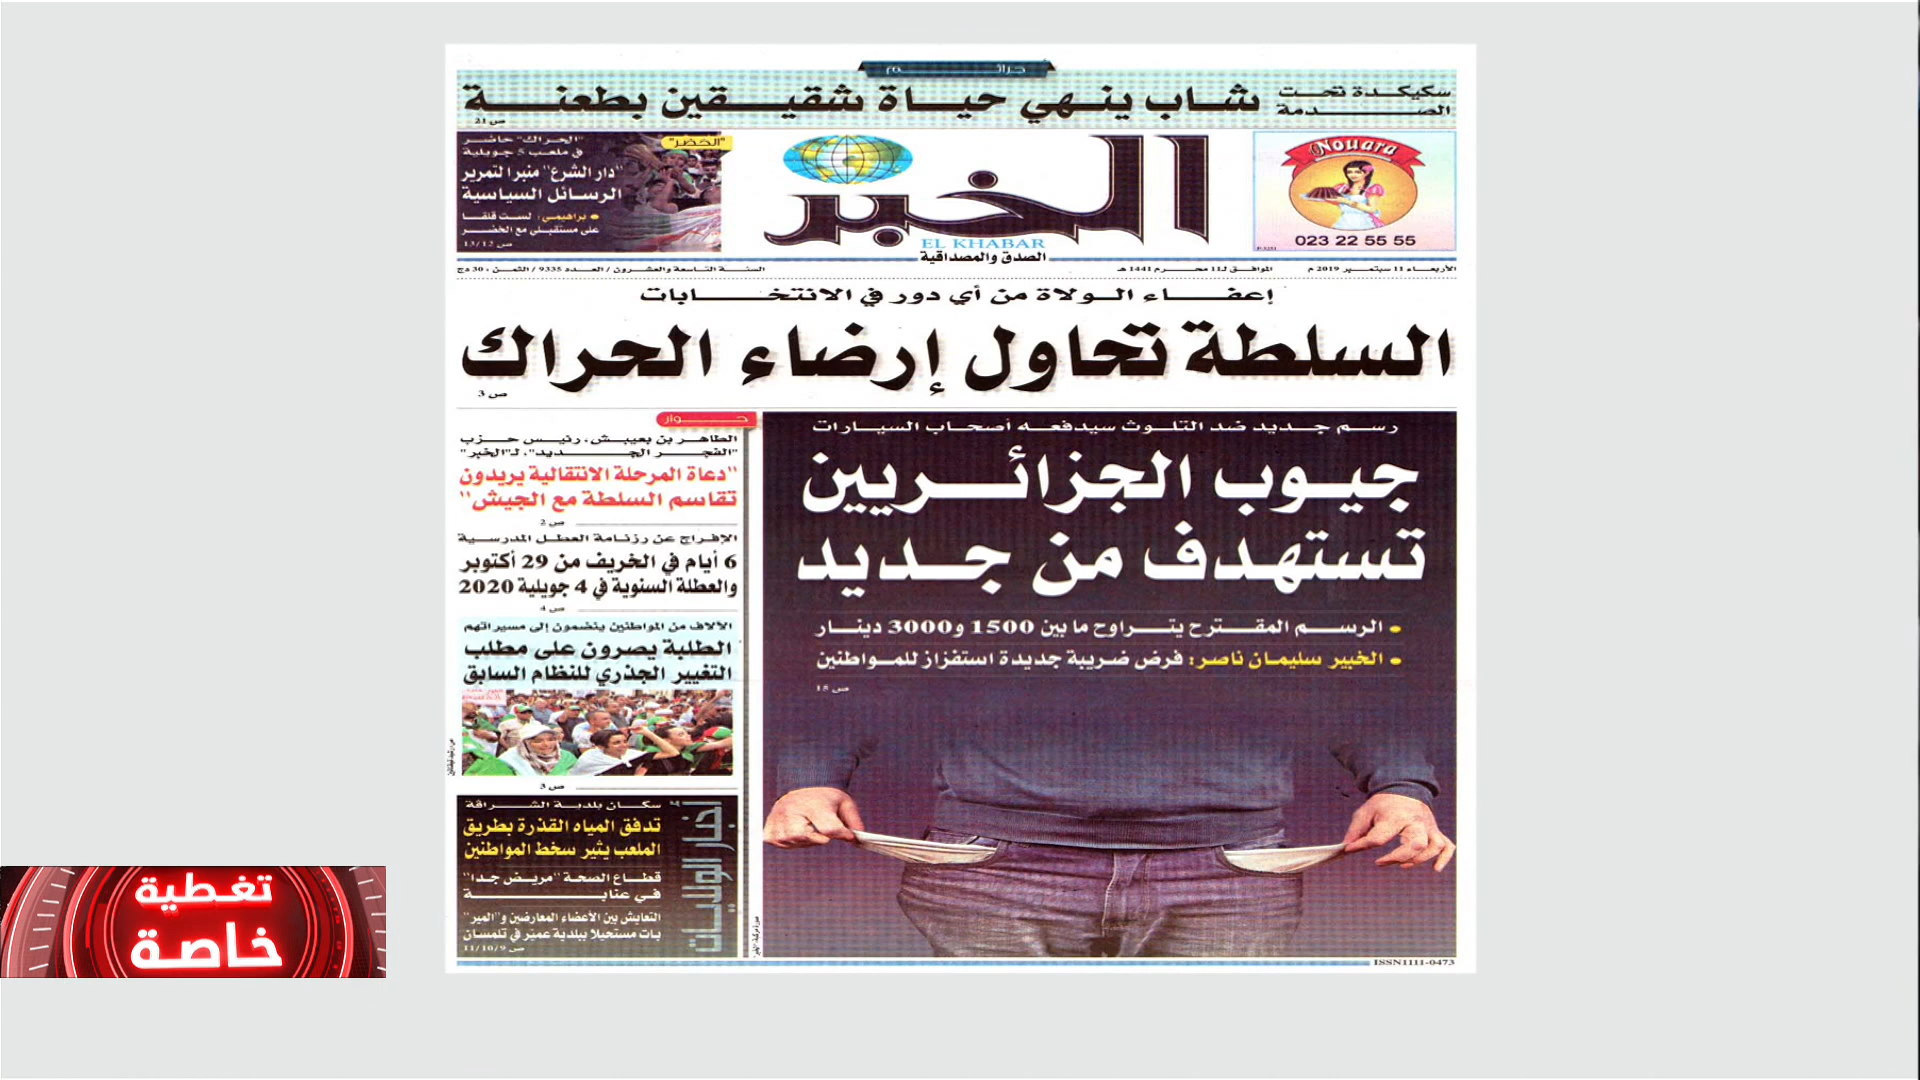 جرائم
سكيكدة تحت
الصدمة
شاب ينهي حياة شقيقين بطعنة
ص 21
"الخضر"
"الحراك" حاضر
في ملعب 5 جويلية
"دار الشرع" منبر لتمرير
الرسائل السياسية
براهيمي: لست قلقا
على مستقبلي مع الخضر
ص 13/12
الخبر
EL KHABAR
الصدق والمصداقية
Nouara
023 22 55 55
الأربعاء 11 سبتمبر 2019 م
الموافق لـ11 محرم 1441 هـ
السنة التاسعة والعشرون / العدد 9335 / الثمن : 30 دج
إعفاء الولاة من أي دور في الانتخابات
السلطة تحاول إرضاء الحراك
ص 3
رسم جديد ضد التلوث سيدفعه أصحاب السيارات
جيوب الجزائريين
تستهدف من جديد
الرسم المقترح يتراوح ما بين 1500 و3000 دينار
الخبير سليمان ناصر: فرض ضريبة جديدة استفزاز للمواطنين
ص 15
حوار
الطاهر بن بعيبش، رئيس حزب
"الفجر الجديد"، لـ"الخبر"
"دعاة المرحلة الانتقالية يريدون
تقاسم السلطة مع الجيش"
ص 2
الإفراج عن رزنامة العطل المدرسية
6 أيام في الخريف من 29 أكتوبر
والعطلة السنوية في 4 جويلية 2020
ص 4
الآلاف من المواطنين ينضمون إلى مسيراتهم
الطلبة يصرون على مطلب
التغيير الجذري للنظام السابق
ص 3
أخبار الولايات
سكان بلدية الشراقة
تدفق المياه القذرة بطريق
الملعب يثير سخط المواطنين
قطاع الصحة "مريض جدا"
في عنابة
التعايش بين الأعضاء المعارضين و"المير"
بات مستحيلا ببلدية عمير في تلمسان
ص 11/10/9
ISSN1111-0473
تغطية
خاصة